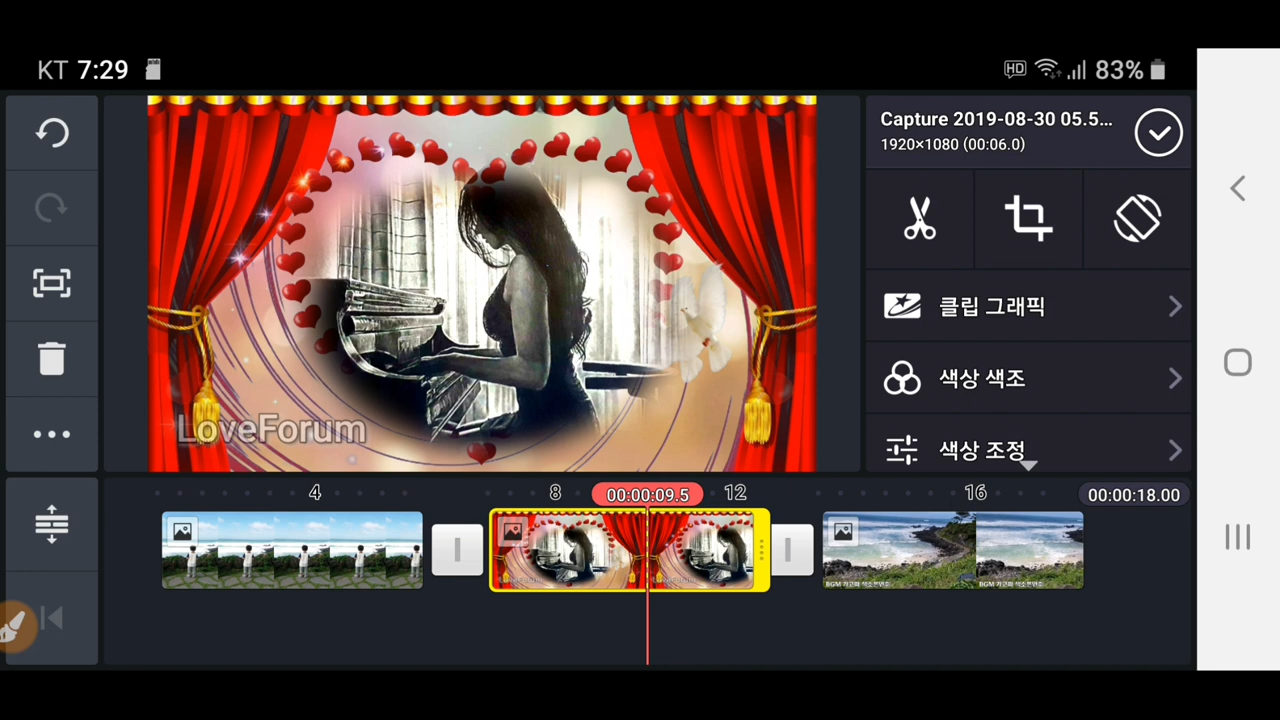 KT 7:29
HD
83%
Capture 2019-08-30 05.5...
1920×1080 (00:06.0)
클립 그래픽
색상 색조
색상 조정
LoveForum
4
8
00:00:09.5
12
16
00:00:18.00